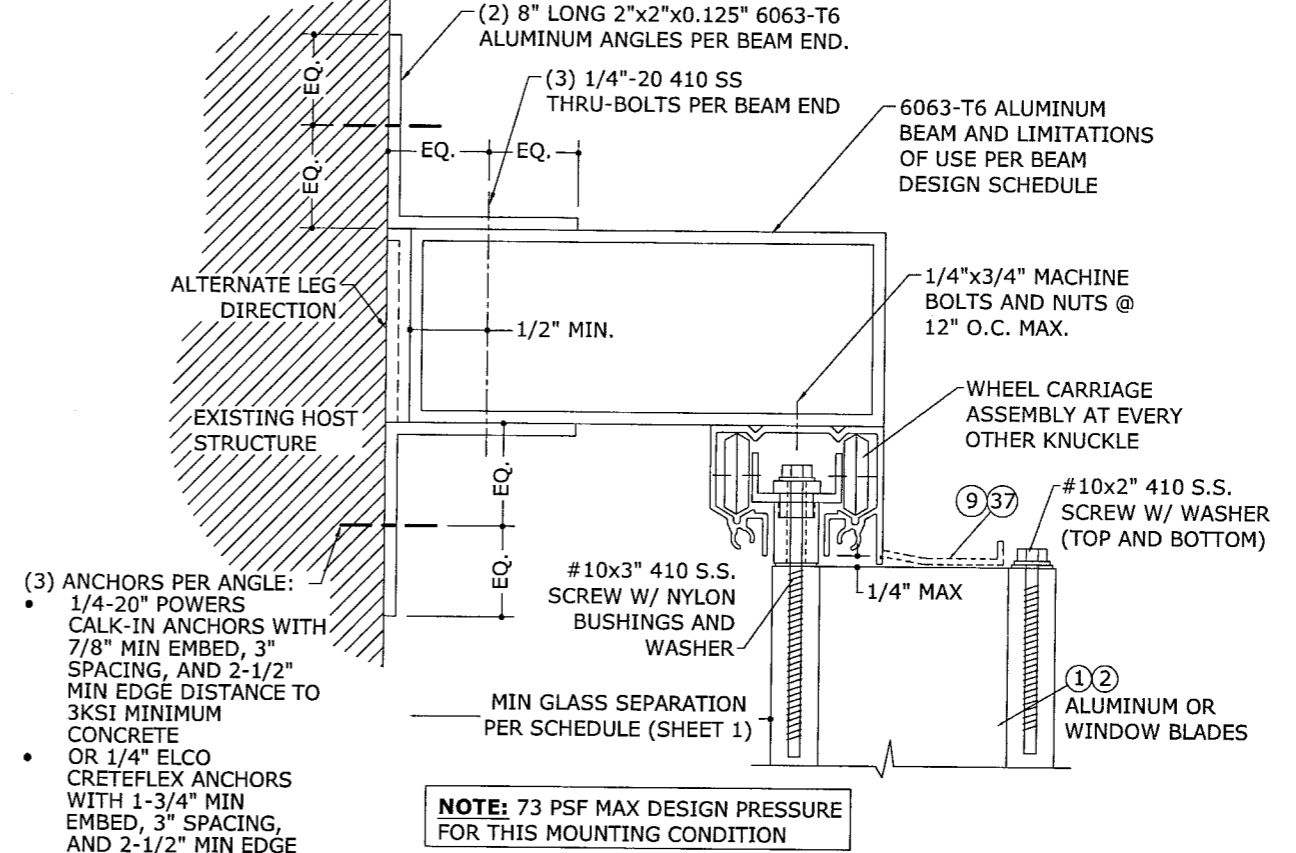 (2) 8" LONG 2"x2"x0.125" 6063-T6
ALUMINUM ANGLES PER BEAM END.
(3) 1/4"-20 410 SS
THRU-BOLTS PER BEAM END
6063-T6 ALUMINUM
BEAM AND LIMITATIONS
OF USE PER BEAM
DESIGN SCHEDULE
EQ.
EQ.
EQ.
EQ.
ALTERNATE LEG
DIRECTION
1/2" MIN.
1/4"x3/4" MACHINE
BOLTS AND NUTS @
12" O.C. MAX.
EXISTING HOST
STRUCTURE
WHEEL CARRIAGE
ASSEMBLY AT EVERY
OTHER KNUCKLE
EQ.
EQ.
9 37
#10x2" 410 S.S.
SCREW W/ WASHER
(TOP AND BOTTOM)
(3) ANCHORS PER ANGLE:
• 1/4-20" POWERS
CALK-IN ANCHORS WITH
7/8" MIN EMBED, 3"
SPACING, AND 2-1/2"
MIN EDGE DISTANCE TO
3KSI MINIMUM
CONCRETE
• OR 1/4" ELCO
CRETEFLEX ANCHORS
WITH 1-3/4" MIN
EMBED, 3" SPACING,
AND 2-1/2" MIN EDGE
#10x3" 410 S.S.
SCREW W/ NYLON
BUSHINGS AND
WASHER
1/4" MAX
MIN GLASS SEPARATION
PER SCHEDULE (SHEET 1)
1 2
ALUMINUM OR
WINDOW BLADES
NOTE: 73 PSF MAX DESIGN PRESSURE
FOR THIS MOUNTING CONDITION